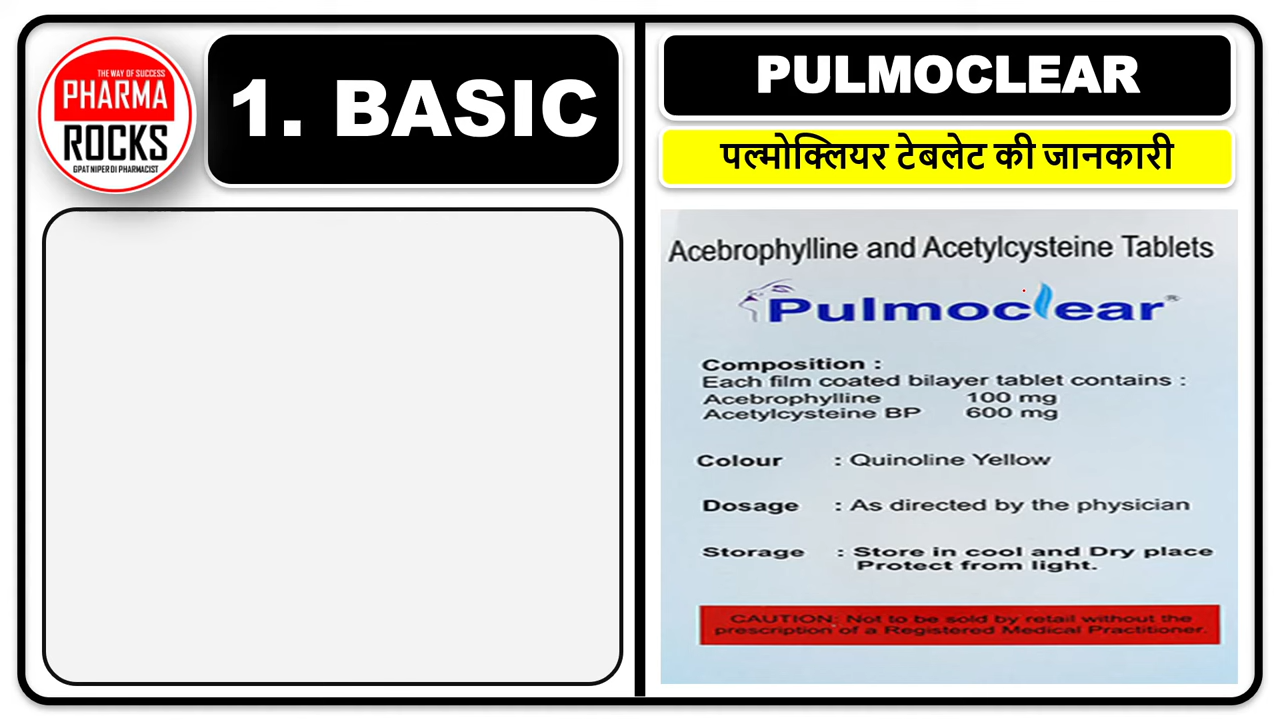 THE WAY OF SUCCESS
PHARMA
ROCKS
GPAT NIPER DI PHARMACIST
1. BASIC
PULMOCLEAR
पल्मोक्लियर टेबलेट की जानकारी
Acebrophylline and Acetylcysteine Tablets
Pulmoclear®
Composition :
Each film coated bilayer tablet contains :
Acebrophylline 100 mg
Acetylcysteine BP 600 mg
Colour : Quinoline Yellow
Dosage : As directed by the physician
Storage : Store in cool and Dry place
Protect from light.
CAUTION: Not to be sold by retail without the
prescription of a Registered Medical Practitioner.